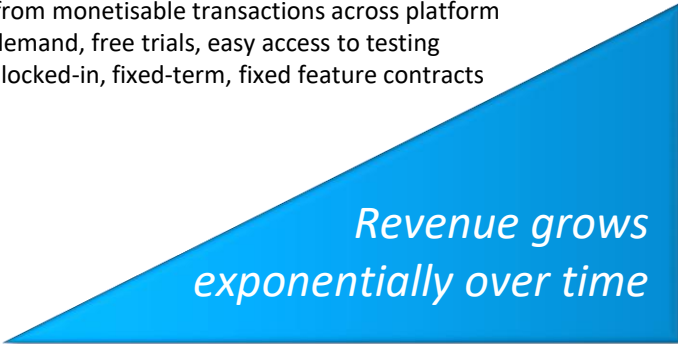 from monetisable transactions across platform
demand, free trials, easy access to testing
locked-in, fixed-term, fixed feature contracts
Revenue grows
exponentially over time